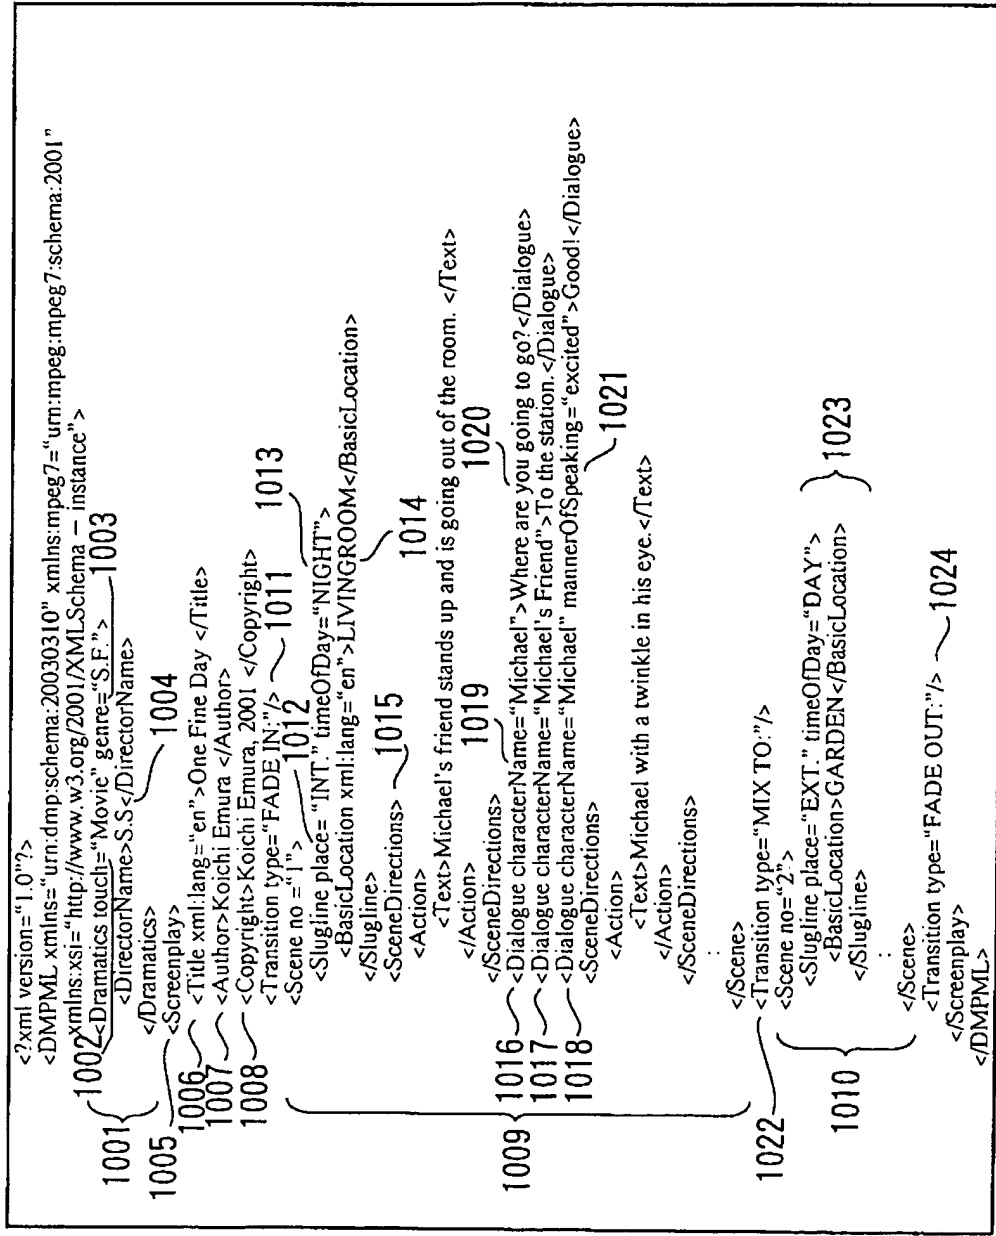 <?xml version="1.0"?>
<DMPML xmlns="urn:dmp:schema:20030310" xmlns:mpeg7="urn:mpeg:mpeg7:schema:2001"
xmlns:xsi="http://www.w3.org/2001/XMLSchema – instance">
1002 <Dramatics touch="Movie" genre="S.F."> 1003
1001 <DirectorName>S.S</DirectorName>
</Dramatics> 1004
1005 <Screenplay>
1006 <Title xml:lang="en">One Fine Day </Title>
1007 <Author>Koichi Emura </Author>
1008 <Copyright>Koichi Emura, 2001 </Copyright>
<Transition type="FADE IN:"/> 1011
<Scene no ="1"> 1012
<Slugline place="INT." timeOfDay="NIGHT"> 1013
<BasicLocation xml:lang="en">LIVINGROOM</BasicLocation>
</Slugline> 1014
<SceneDirections> 1015
<Action>
<Text>Michael's friend stands up and is going out of the room. </Text>
</Action>
</SceneDirections> 1019 1020
1016 <Dialogue characterName="Michael">Where are you going to go?</Dialogue>
1017 <Dialogue characterName="Michael's Friend">To the station.</Dialogue>
1018 <Dialogue characterName="Michael" mannerOfSpeaking="excited">Good!</Dialogue>
1009 <SceneDirections> 1021
<Action>
<Text>Michael with a twinkle in his eye.</Text>
</Action>
</SceneDirections>
:
</Scene>
1022 <Transition type="MIX TO:"/>
<Scene no="2">
<Slugline place="EXT." timeOfDay="DAY">
1010 <BasicLocation>GARDEN</BasicLocation> 1023
</Slugline>
:
</Scene>
<Transition type="FADE OUT:"/> 1024
</Screenplay>
</DMPML>